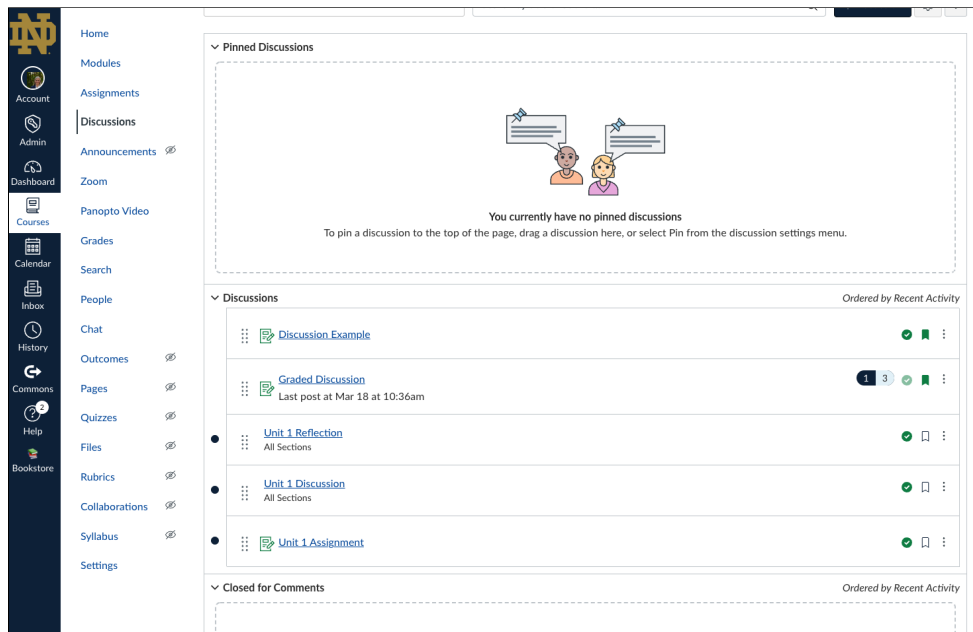 Account
Admin
Dashboard
Courses
Calendar
Inbox
History
Commons
2
Help
Bookstore
Home
Modules
Assignments
Discussions
Announcements
Zoom
Panopto Video
Grades
Search
People
Chat
Outcomes
Pages
Quizzes
Files
Rubrics
Collaborations
Syllabus
Settings
Pinned Discussions
You currently have no pinned discussions
To pin a discussion to the top of the page, drag a discussion here, or select Pin from the discussion settings menu.
Discussions Ordered by Recent Activity
Discussion Example
Graded Discussion 1 3
Last post at Mar 18 at 10:36am
Unit 1 Reflection
All Sections
Unit 1 Discussion
All Sections
Unit 1 Assignment
Closed for Comments Ordered by Recent Activity